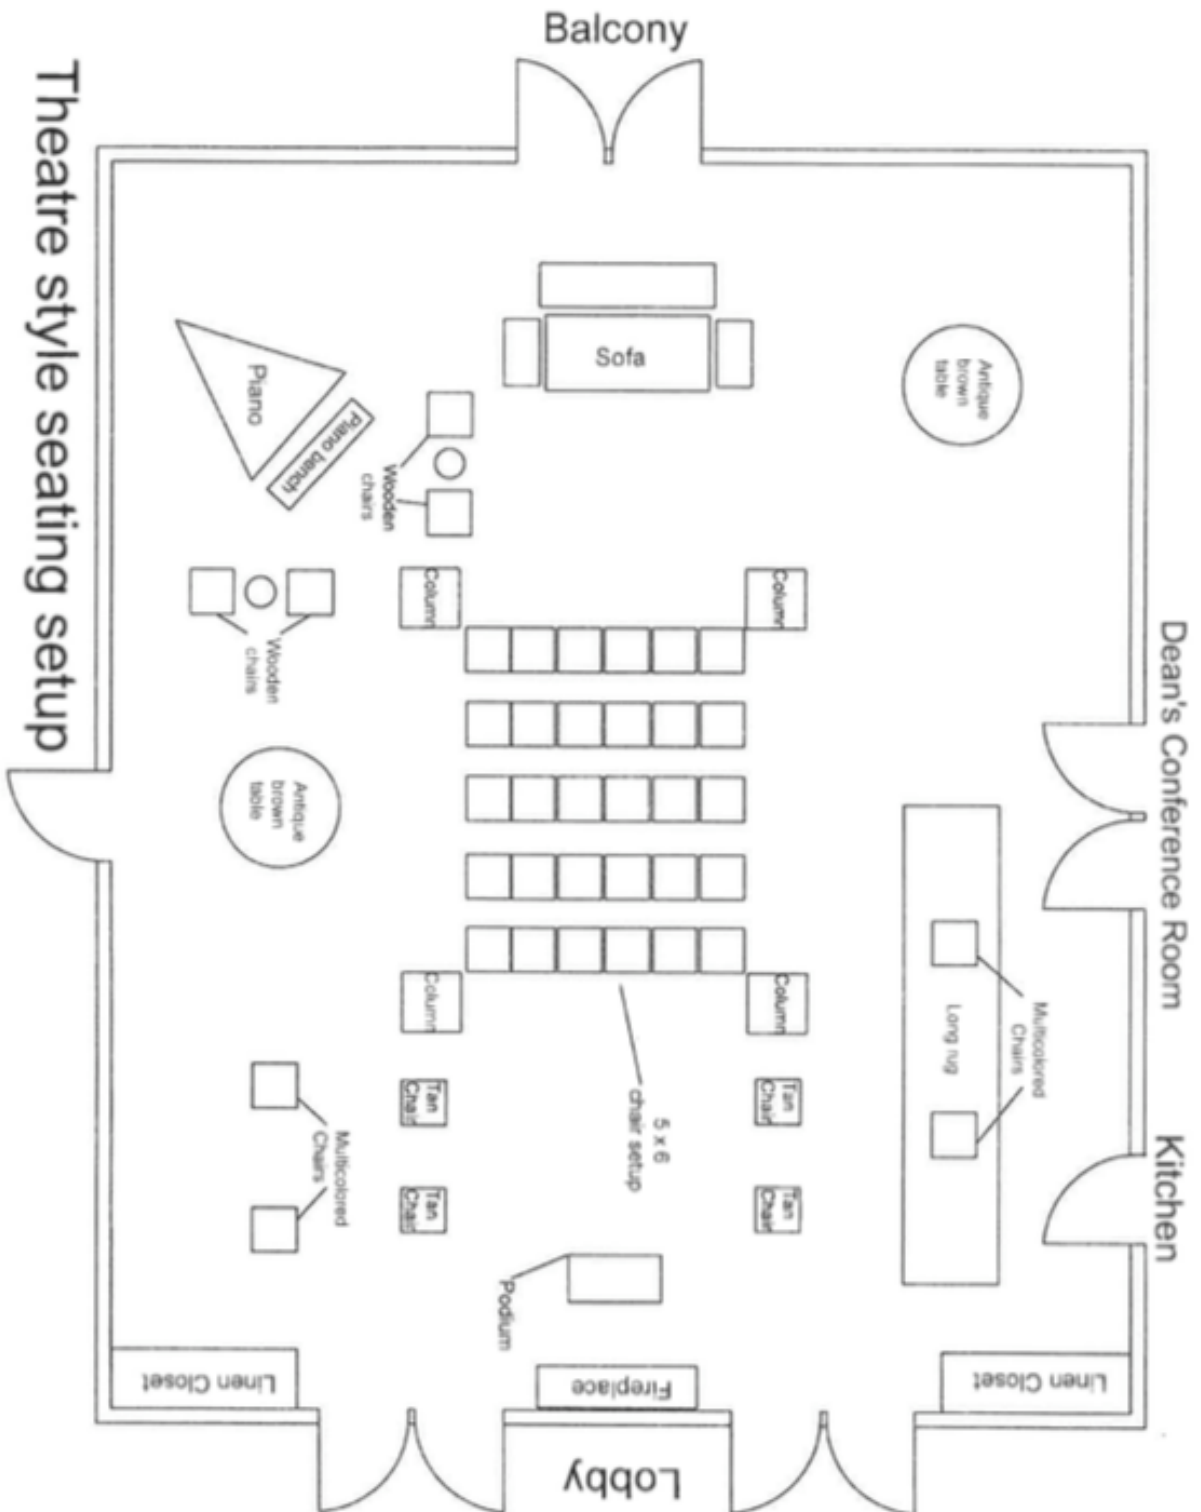 Balcony
Theatre style seating setup
Sofa
Antique
brown
table
Piano
Piano bench
Wooden
chairs
Column
Column
Wooden
chairs
Dean's Conference Room
Antique
brown
table
Multicolored
Chairs
Long rug
Column
Column
Tan
Chair
Tan
Chair
5 x 6
chair setup
Kitchen
Multicolored
Chairs
Tan
Chair
Tan
Chair
Podium
Linen Closet
Fireplace
Linen Closet
Lobby